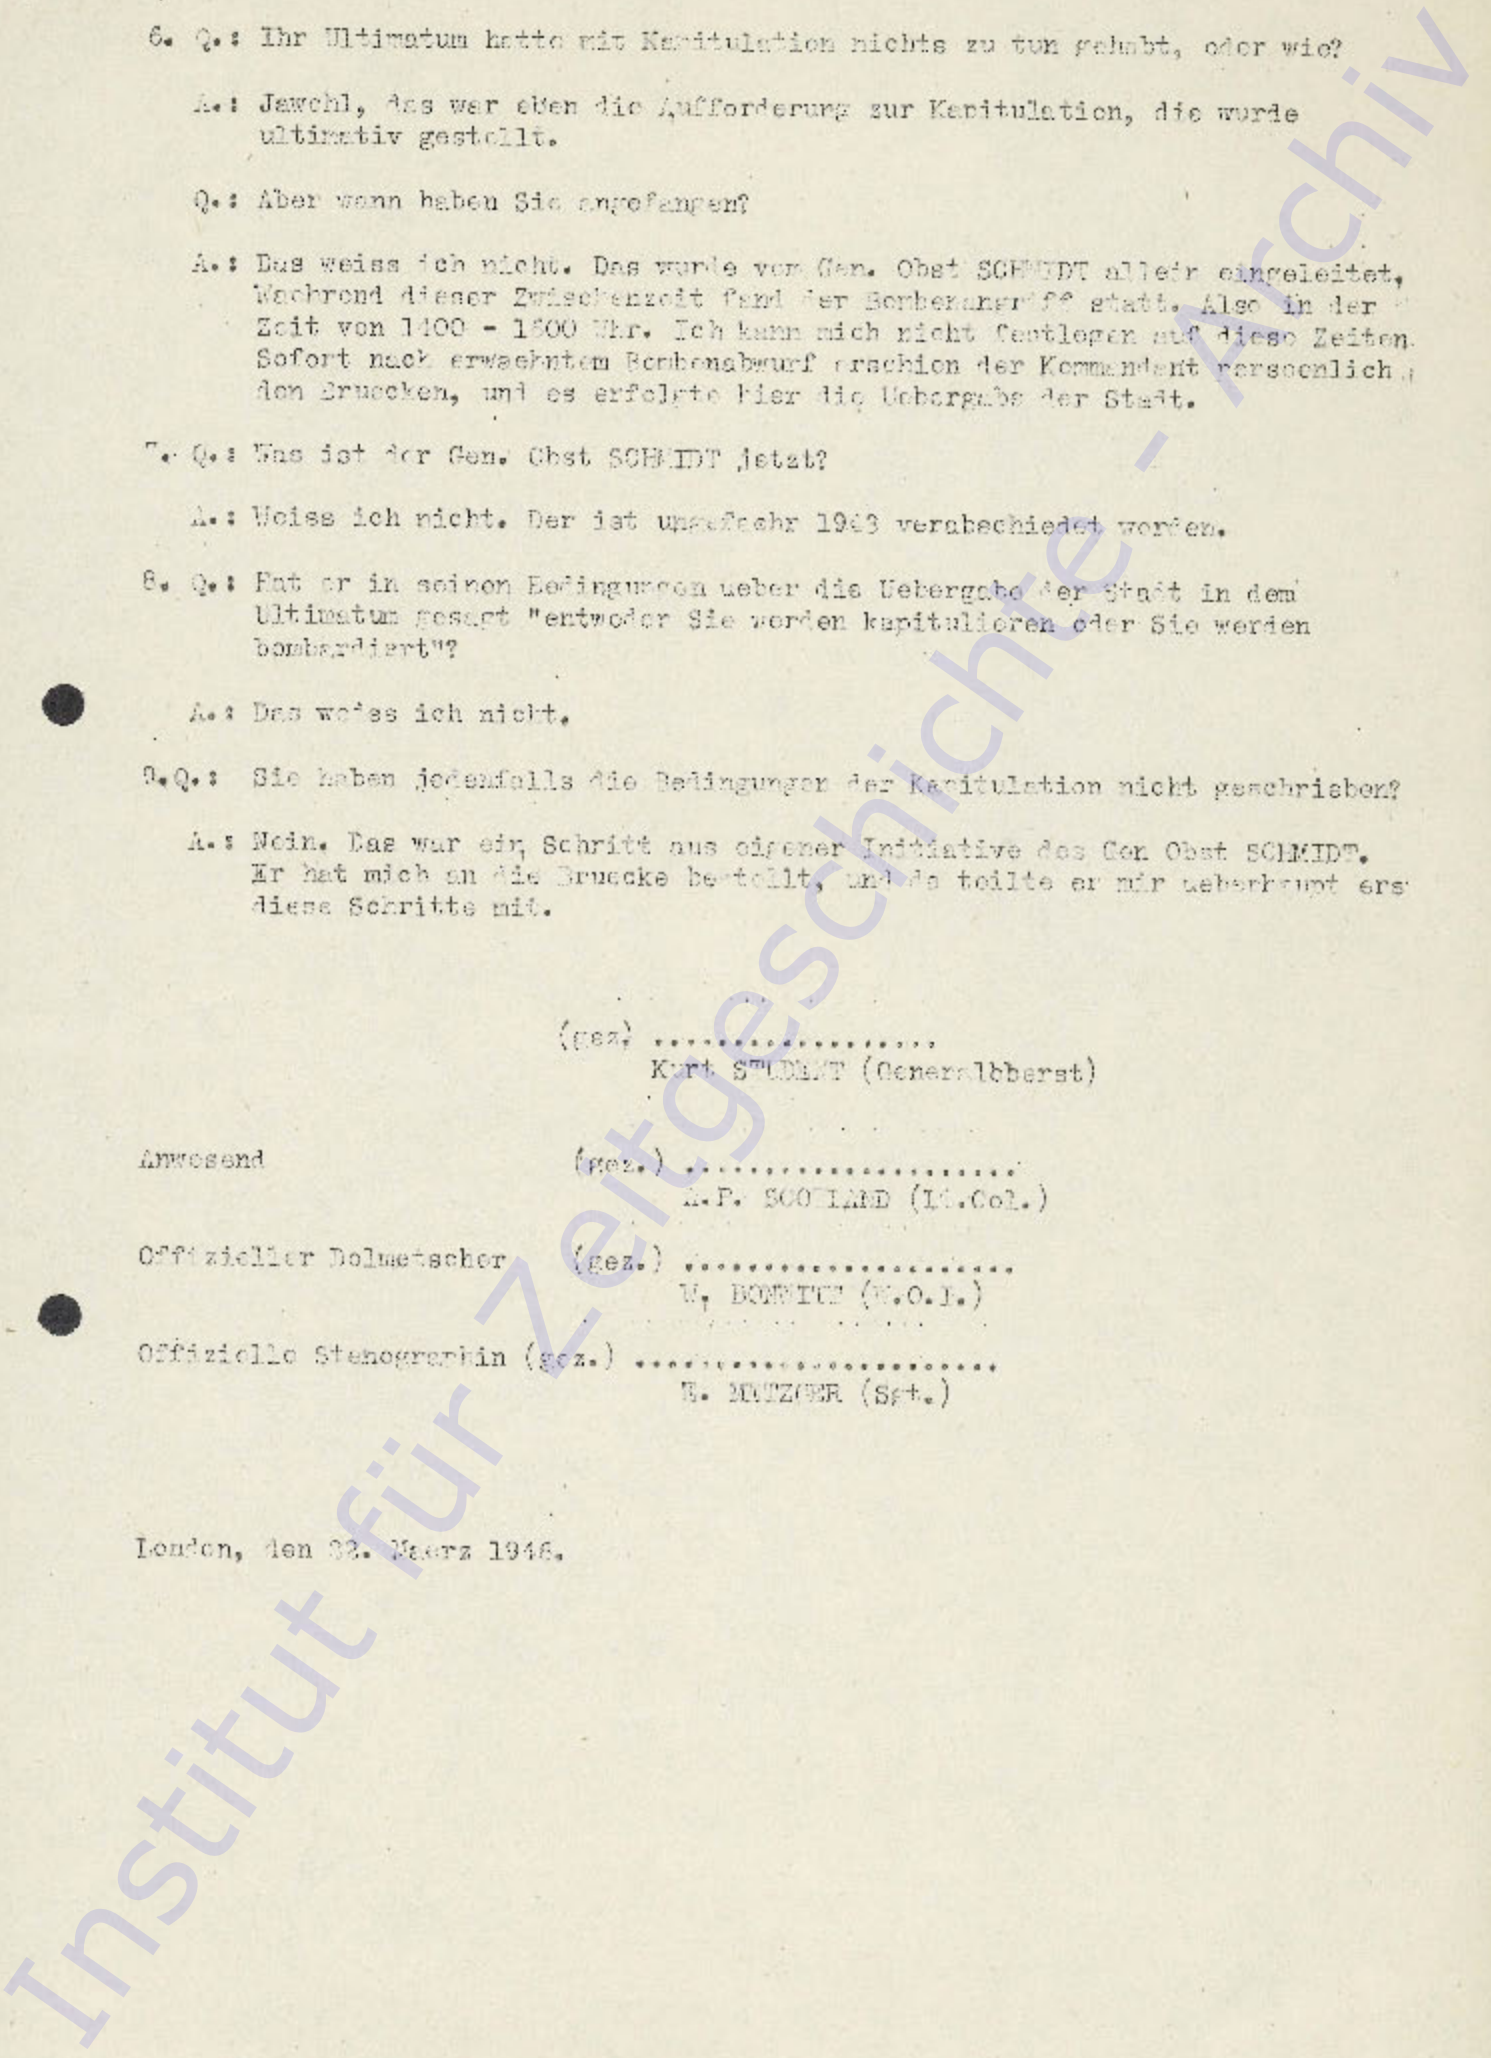 6. Q.: Ihr Ultimatum hatte mit Kapitulation nichts zu tun gehabt, oder wie?
A.: Jawohl, das war eben die Aufforderung zur Kapitulation, die wurde
ultimativ gestellt.
Q.: Aber wann haben Sie angefangen?
A.: Das weiss ich nicht. Das wurde vom Gen. Obst SCHMIDT allein eingeleitet.
Waehrend dieser Zwischenzeit fand der Bombenangriff statt. Also in der
Zeit von 1400 - 1600 Uhr. Ich kann mich nicht festlegen auf diese Zeiten.
Sofort nach erwaehntem Bombenabwurf erschien der Kommandant persoenlich
den Bruecken, und es erfolgte hier die Uebergabe der Stadt.
7. Q.: Was ist der Gen. Obst SCHMIDT jetzt?
A.: Weiss ich nicht. Der ist ungefaehr 1943 verabschiedet worden.
8. Q.: Hat er in seinen Bedingungen ueber die Uebergabe der Stadt in dem
Ultimatum gesagt "entweder Sie werden kapitulieren oder Sie werden
bombardiert"?
A.: Das weiss ich nicht.
9.Q.: Sie haben jedenfalls die Bedingungen der Kapitulation nicht geschrieben?
A.: Nein. Das war ein Schritt aus eigener Initiative des Gen Obst SCHMIDT.
Er hat mich an die Bruecke bestellt, und da teilte er mir ueberhaupt ers
diese Schritte mit.
(gez) ..................
Kurt STUDENT (Generaloberst)
Anwesend (gez.) .....................
A.P. SCOTLAND (Lt.Col.)
Offizieller Dolmetscher (gez.) .....................
W. (W.O.I.)
Offizielle Stenographin (gez.) .......................
E. METZGER (Sgt.)
London, den 22. Maerz 1946.
Institut für Zeitgeschichte - Archiv